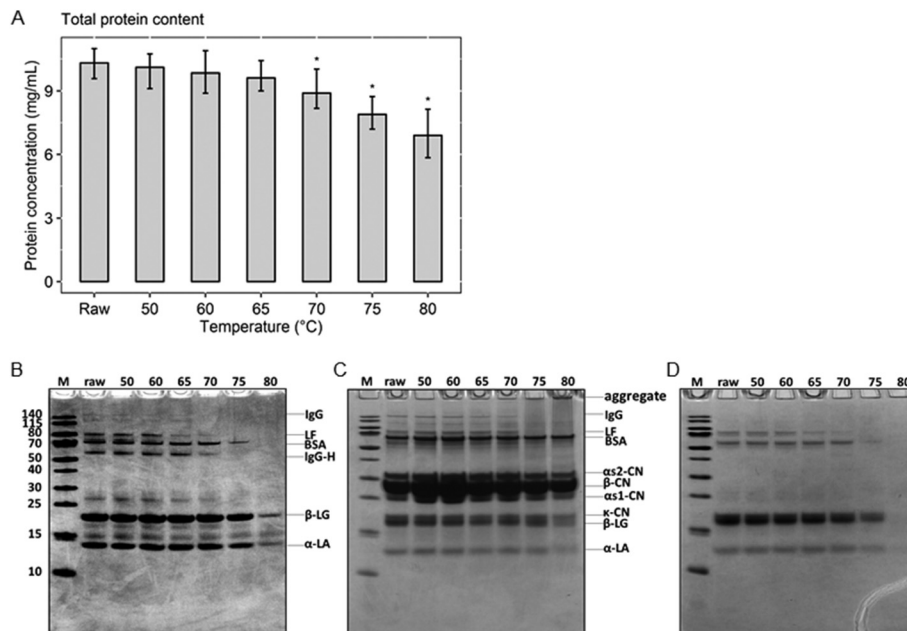 A
Total protein content
Protein concentration (mg/mL)
9
6
3
0
* * *
Raw 50 60 65 70 75 80
Temperature (°C)
B
M raw 50 60 65 70 75 80
140
115
80
70
50
40
30
25
15
10
IgG
LF
BSA
IgG-H
β-LG
α-LA
C
M raw 50 60 65 70 75 80
aggregate
IgG
LF
BSA
αs2-CN
β-CN
αs1-CN
κ-CN
β-LG
α-LA
D
M raw 50 60 65 70 75 80